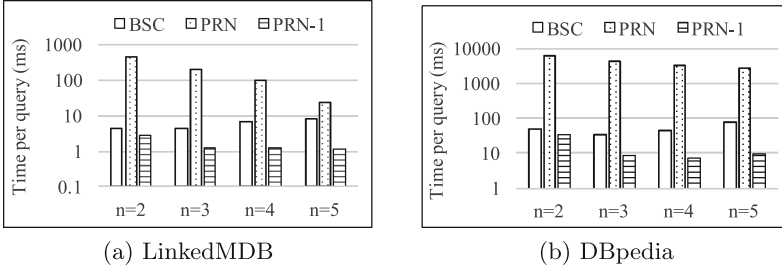 BSC PRN PRN-1
Time per query (ms)
1000
100
10
1
0.1
n=2 n=3 n=4 n=5
(a) LinkedMDB
BSC PRN PRN-1
Time per query (ms)
10000
1000
100
10
1
n=2 n=3 n=4 n=5
(b) DBpedia